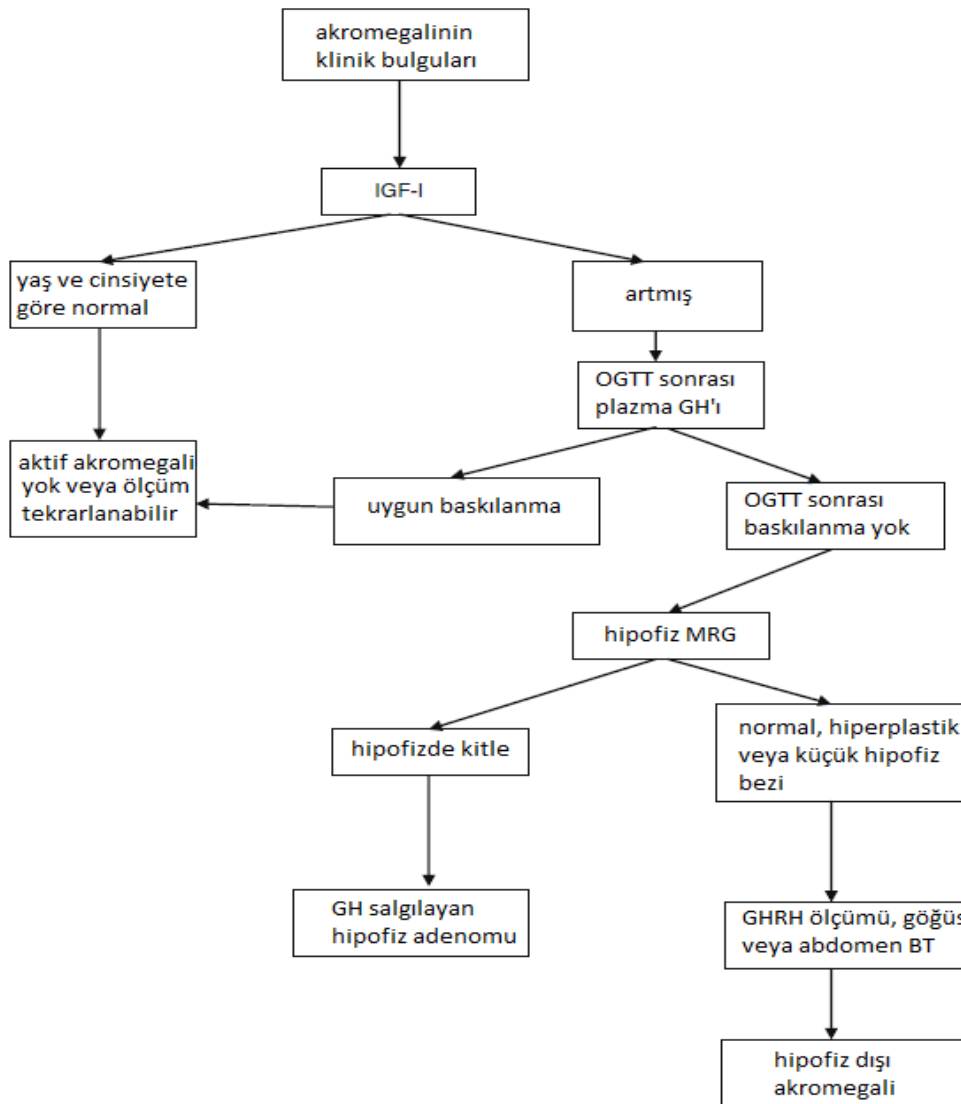 akromegalinin
klinik bulguları
IGF-I
yaş ve cinsiyete
göre normal
artmış
OGTT sonrası
plazma GH'ı
aktif akromegali
yok veya ölçüm
tekrarlanabilir
uygun baskılanma
OGTT sonrası
baskılanma yok
hipofiz MRG
hipofizde kitle
normal, hiperplastik
veya küçük hipofiz
bezi
GH salgılayan
hipofiz adenomu
GHRH ölçümü, göğüs
veya abdomen BT
hipofiz dışı
akromegali